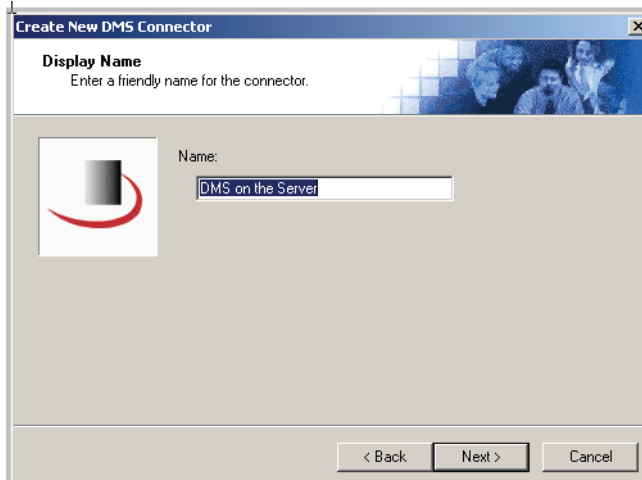 Create New DMS Connector
Display Name
Enter a friendly name for the connector.
Name:
DMS on the Server
< Back
Next >
Cancel